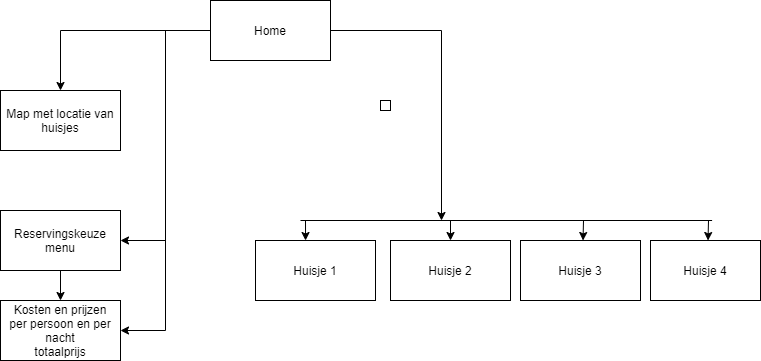 Home
Map met locatie van
huisjes
Reservingskeuze
menu
Kosten en prijzen
per persoon en per
nacht
totaalprijs
Huisje 1
Huisje 2
Huisje 3
Huisje 4